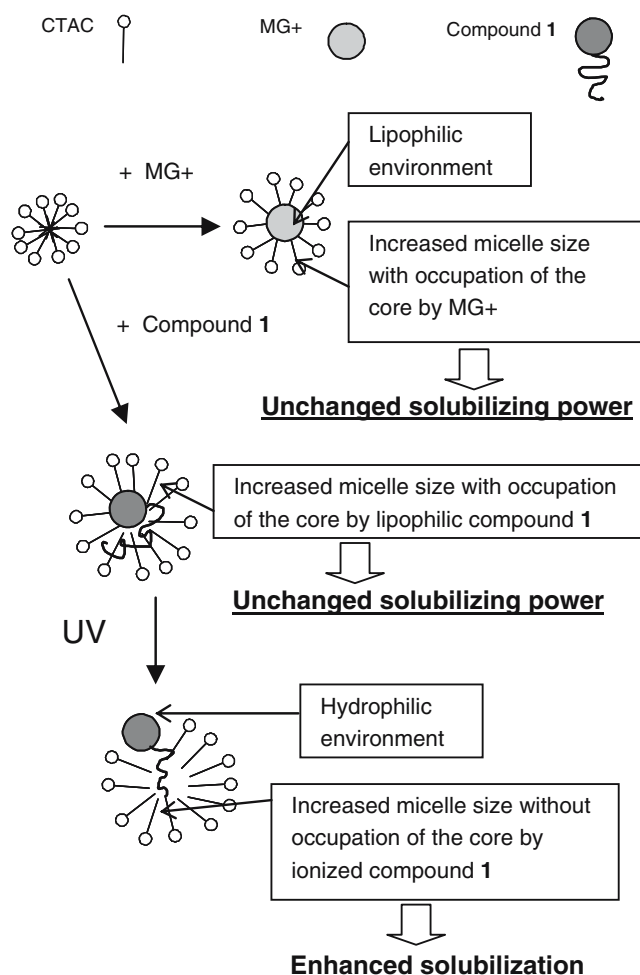 CTAC
MG+
Compound 1
+ MG+
Lipophilic
environment
Increased micelle size
with occupation of the
core by MG+
+ Compound 1
Unchanged solubilizing power
Increased micelle size with occupation
of the core by lipophilic compound 1
Unchanged solubilizing power
UV
Hydrophilic
environment
Increased micelle size without
occupation of the core by
ionized compound 1
Enhanced solubilization